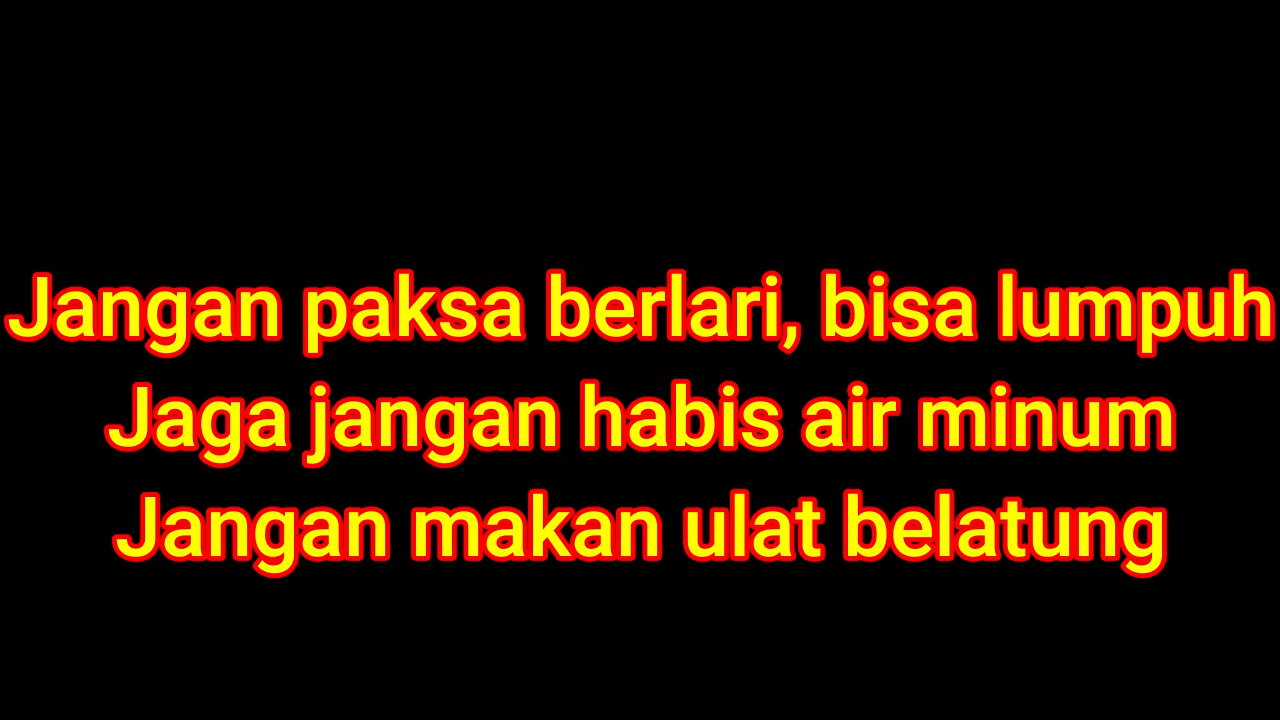 Jangan paksa berlari, bisa lumpuh
Jaga jangan habis air minum
Jangan makan ulat belatung